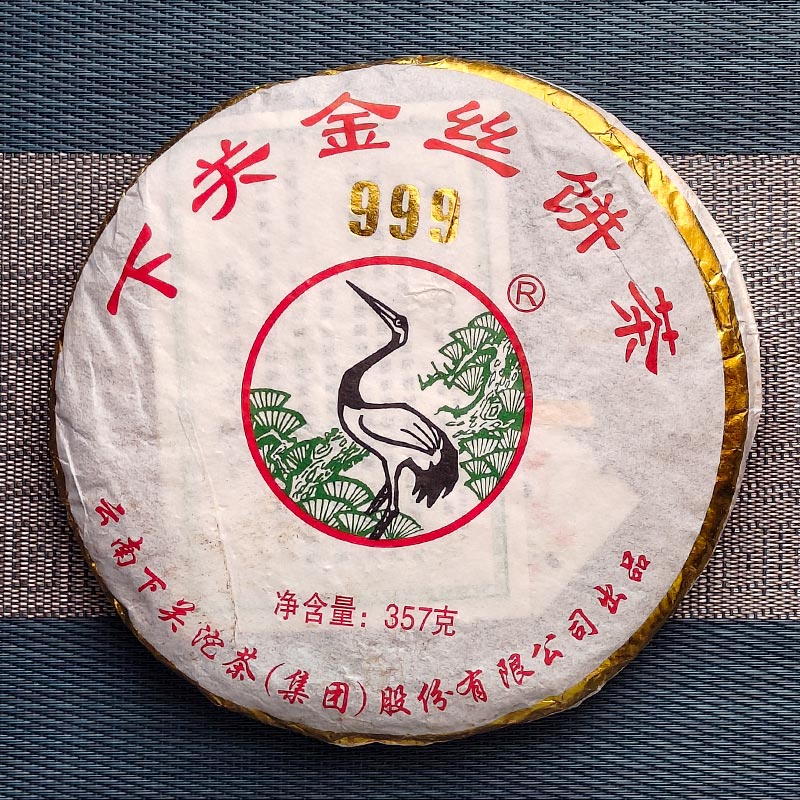 下关金丝饼茶
999
®
净含量：357克
云南下关沱茶(集团)股份有限公司出品